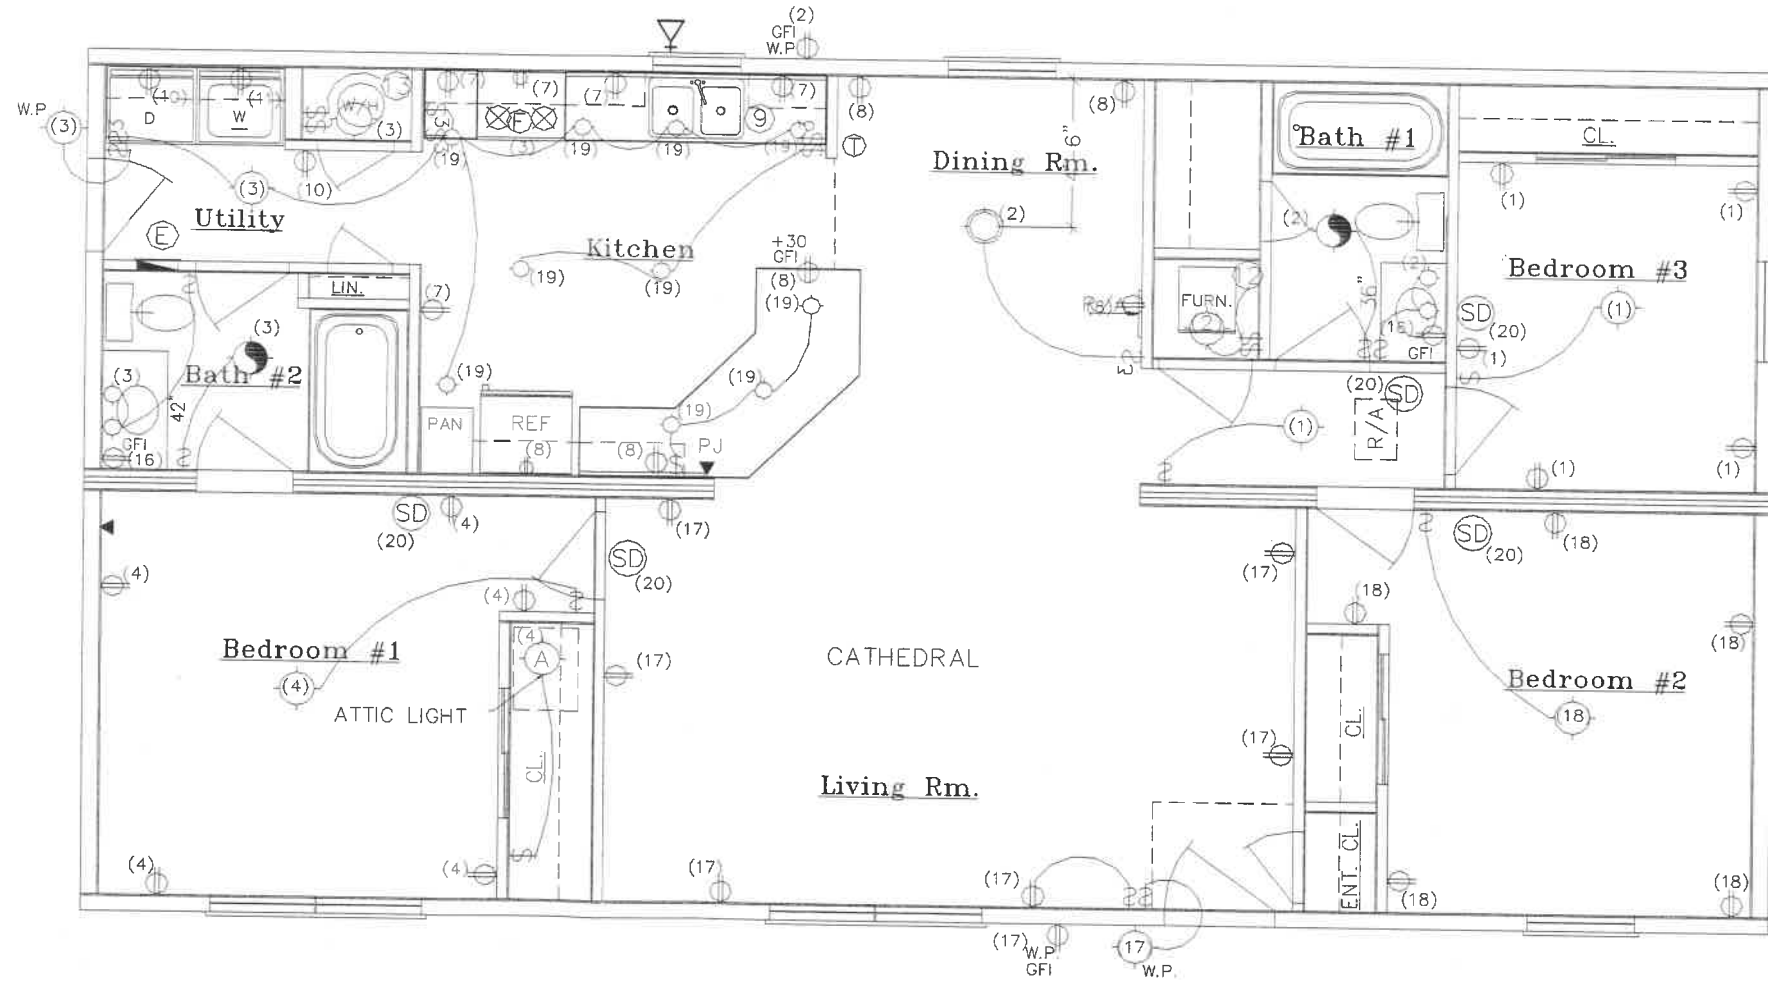 (2)
GFI
W.P
W.P
(3)
D
W
W/H
(3)
(7)
(7)
(7)
(7)
(8)
(8)
9
(19)
(3)
(19)
(19)
(19)
T
(10)
(3)
Utility
E
Kitchen
+30
GFI
(8)
(19)
(19)
(19)
Dining Rm.
6"
(2)
Bath #1
(2)
CL.
(1)
(1)
Bedroom #3
(1)
LIN.
(7)
FURN.
2
36"
(2)
(16)
GFI
SD
(20)
(1)
(3)
Bath #2
(3)
42"
GFI
(16)
(19)
PAN
REF
(8)
(19)
(19)
(8)
PJ
3
(20)
SD
R/A
(1)
(1)
(1)
SD
(20)
(4)
(17)
SD
(20)
(4)
(4)
(4)
A
Bedroom #1
(4)
ATTIC LIGHT
CL.
(4)
(4)
(17)
CATHEDRAL
Living Rm.
(17)
(17)
(17)
(17)
(17)
W.P.
GFI
17
W.P.
SD
(20)
(18)
(18)
(18)
Bedroom #2
18
CL.
ENT. CL.
(18)
(18)